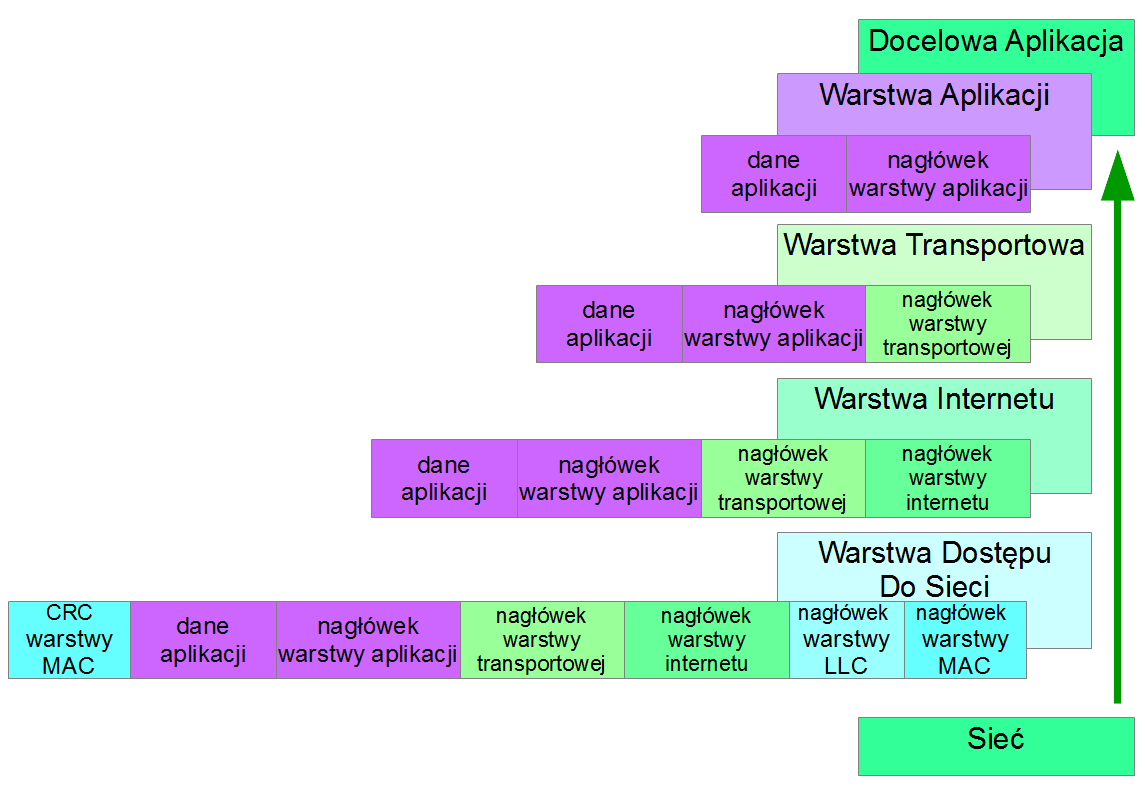 Docelowa Aplikacja
Warstwa Aplikacji
dane
aplikacji
nagłówek
warstwy aplikacji
Warstwa Transportowa
dane
aplikacji
nagłówek
warstwy aplikacji
nagłówek
warstwy
transportowej
Warstwa Internetu
dane
aplikacji
nagłówek
warstwy aplikacji
nagłówek
warstwy
transportowej
nagłówek
warstwy
internetu
Warstwa Dostępu
Do Sieci
CRC
warstwy
MAC
dane
aplikacji
nagłówek
warstwy aplikacji
nagłówek
warstwy
transportowej
nagłówek
warstwy
internetu
nagłówek
warstwy
LLC
nagłówek
warstwy
MAC
Sieć